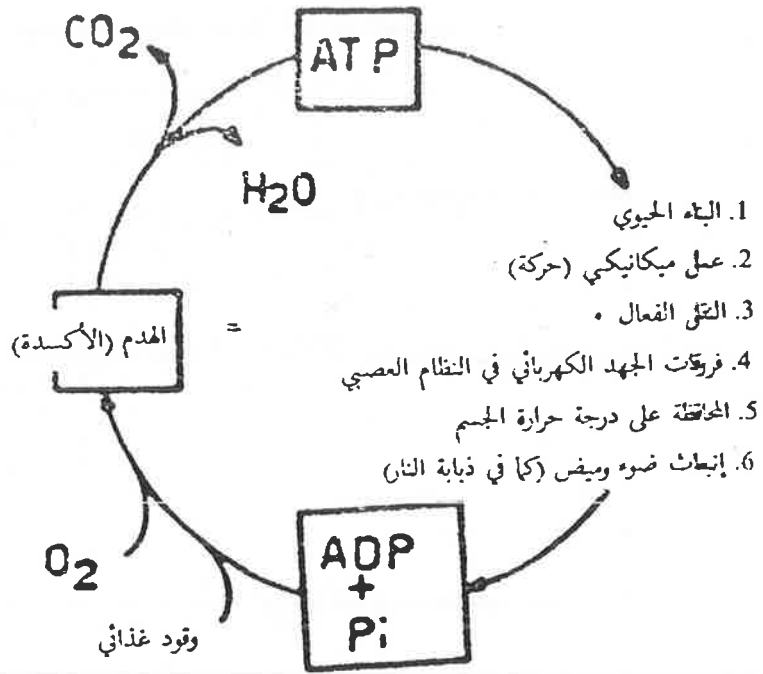 CO2
ATP
H2O
1. البناء الحيوي
2. عمل ميكانيكي (حركة)
3. النقل الفعال
الهدم (الأكسدة)
=
4. فروقات الجهد الكهربائي في النظام العصبي
5. المحافظة على درجة حرارة الجسم
6. إنبعاث ضوء وميض (كما في ذبابة النار)
O2
وقود غذائي
ADP
+
Pi